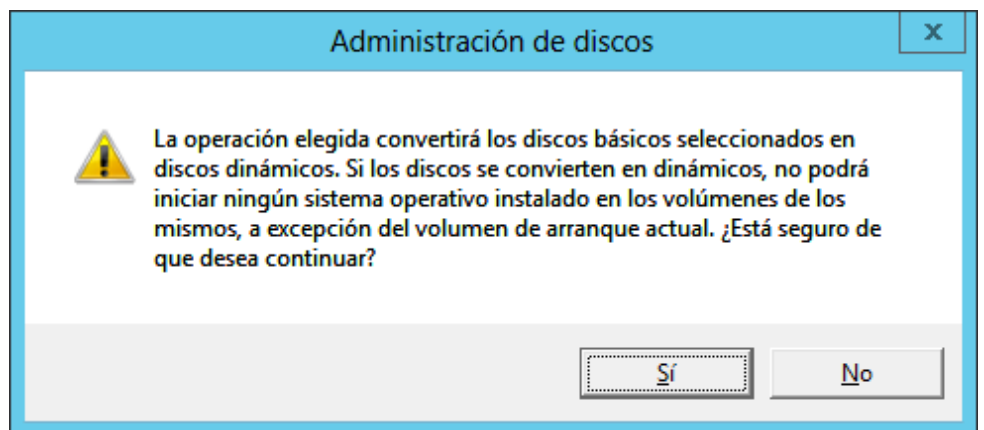 Administración de discos
x
La operación elegida convertirá los discos básicos seleccionados en
discos dinámicos. Si los discos se convierten en dinámicos, no podrá
iniciar ningún sistema operativo instalado en los volúmenes de los
mismos, a excepción del volumen de arranque actual. ¿Está seguro de
que desea continuar?
Sí
No